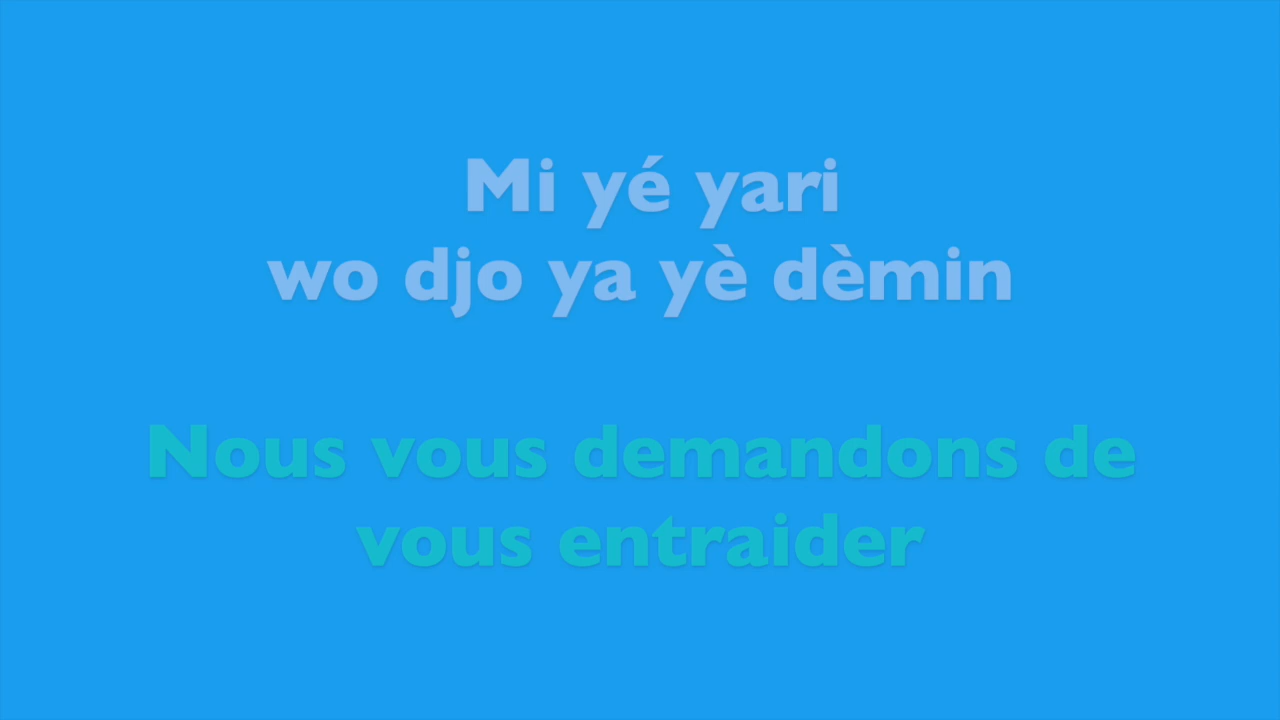 Mi yé yari
wo djo ya yè dèmin
Nous vous demandons de
vous entraider